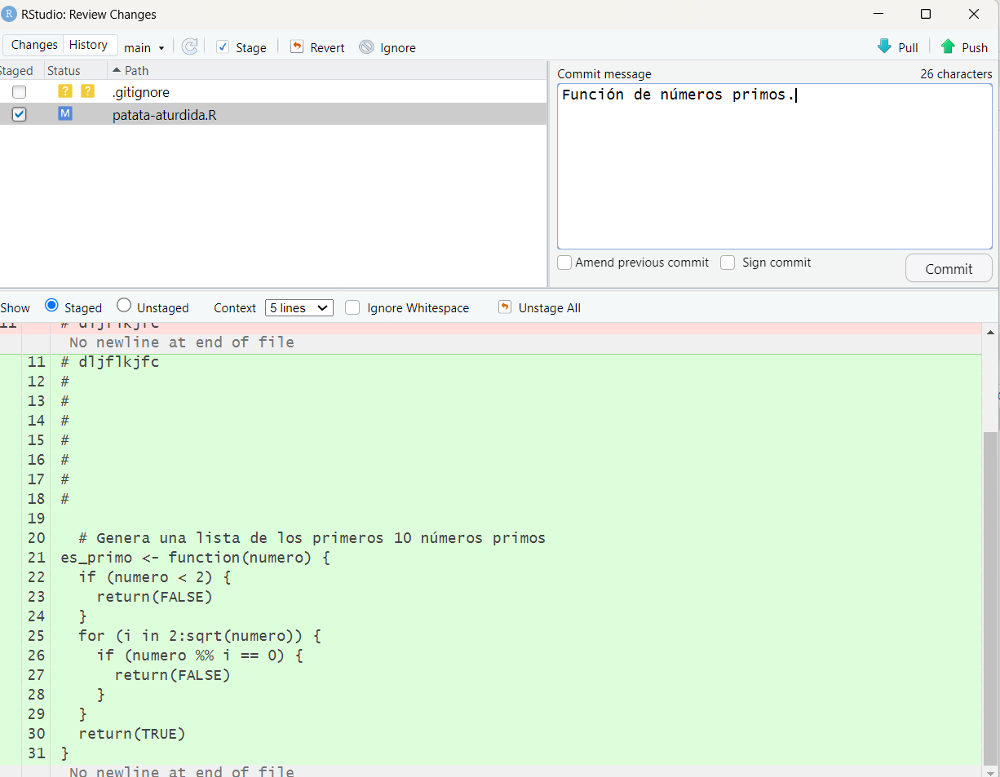 RStudio: Review Changes
Changes History main Stage Revert Ignore Pull Push
Staged Status Path
? ? .gitignore
M patata-aturdida.R
Commit message 26 characters
Función de números primos.
Amend previous commit Sign commit Commit
Show Staged Unstaged Context 5 lines Ignore Whitespace Unstage All
11 # dljflkjfc
No newline at end of file
11 # dljflkjfc
12 #
13 #
14 #
15 #
16 #
17 #
18 #
19
20 # Genera una lista de los primeros 10 números primos
21 es_primo <- function(numero) {
22 if (numero < 2) {
23 return(FALSE)
24 }
25 for (i in 2:sqrt(numero)) {
26 if (numero %% i == 0) {
27 return(FALSE)
28 }
29 }
30 return(TRUE)
31 }
No newline at end of file